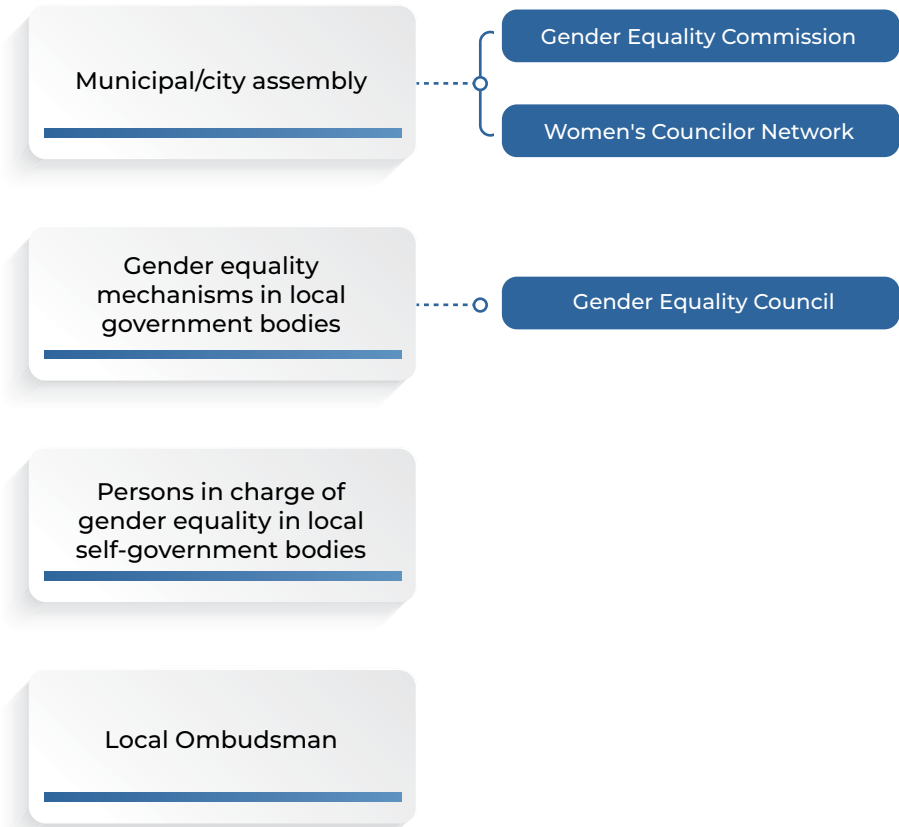 Municipal/city assembly
Gender Equality Commission
Women's Councilor Network
Gender equality
mechanisms in local
government bodies
Gender Equality Council
Persons in charge of
gender equality in local
self-government bodies
Local Ombudsman